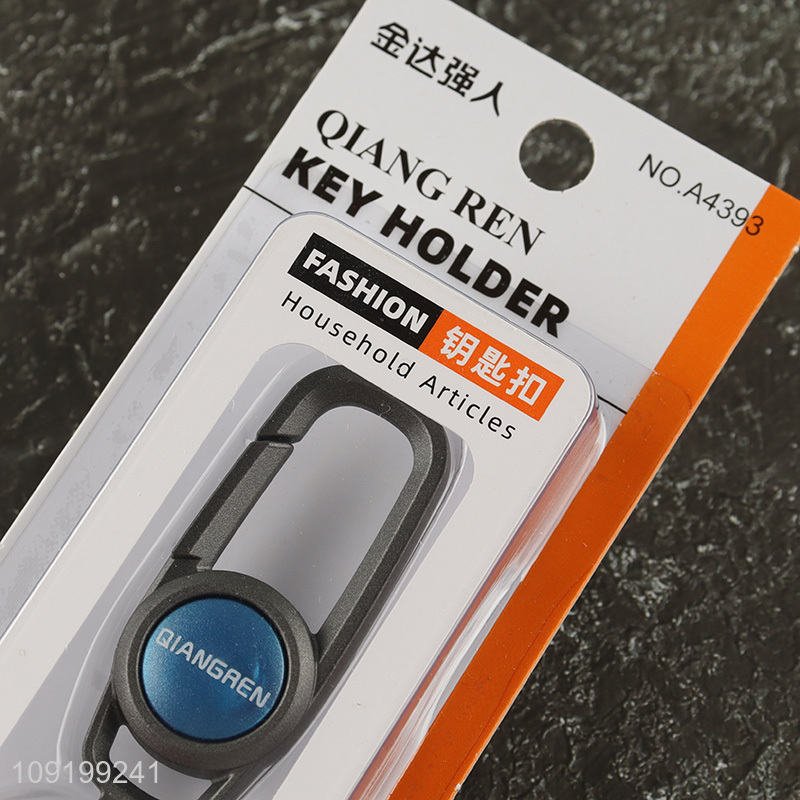 金达强人
NO.A4393
QIANG REN
KEY HOLDER
FASHION 钥匙扣
Household Articles
QIANGREN
109199241